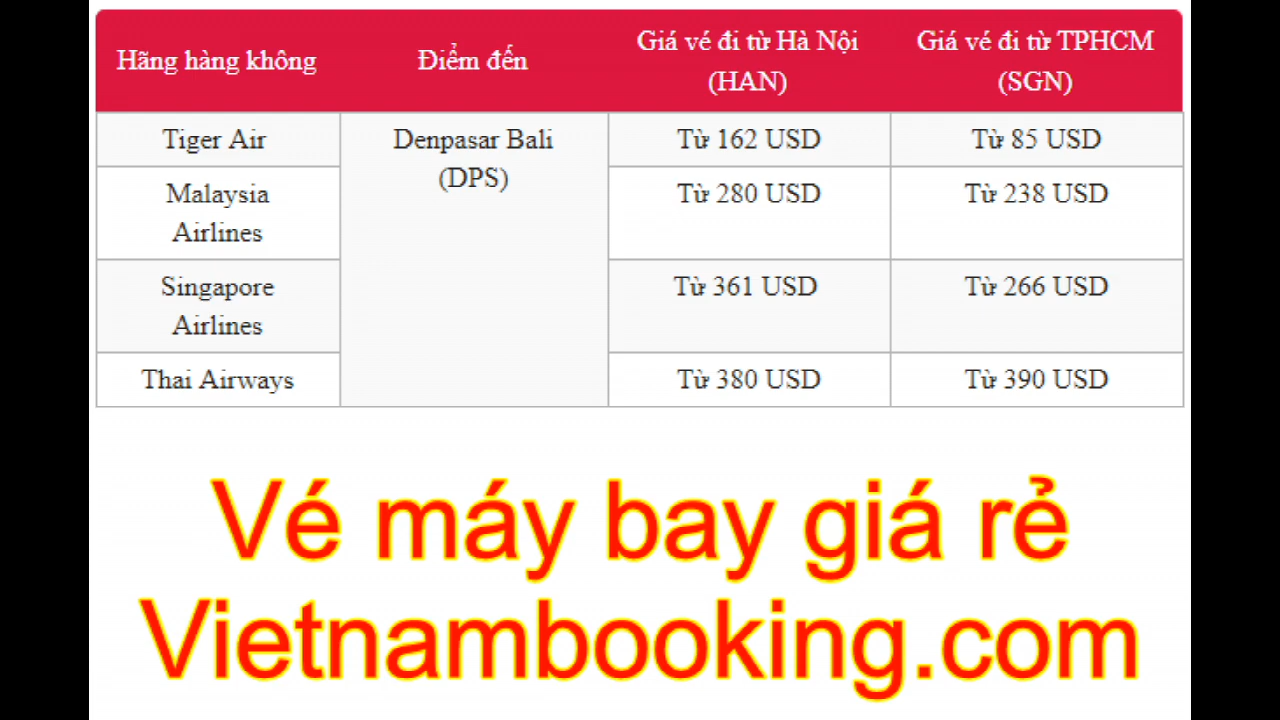 Hãng hàng không
Điểm đến
Giá vé đi từ Hà Nội
(HAN)
Giá vé đi từ TPHCM
(SGN)
Tiger Air
Denpasar Bali
(DPS)
Từ 162 USD
Từ 85 USD
Malaysia
Airlines
Từ 280 USD
Từ 238 USD
Singapore
Airlines
Từ 361 USD
Từ 266 USD
Thai Airways
Từ 380 USD
Từ 390 USD
Vé máy bay giá rẻ
Vietnambooking.com